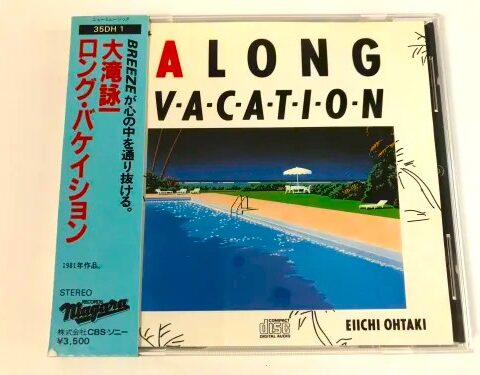 ニューミュージック
35DH 1
BREEZEが心の中を通り抜ける。
大滝詠一
ロング・バケイション
1981年作品。
STEREO
RECORDS
Niagara
株式会社CBS・ソニー
¥3,500
A LONG
V·A·C·A·T·I·O·N
COMPACT
disc
DIGITAL AUDIO
EIICHI OHTAKI